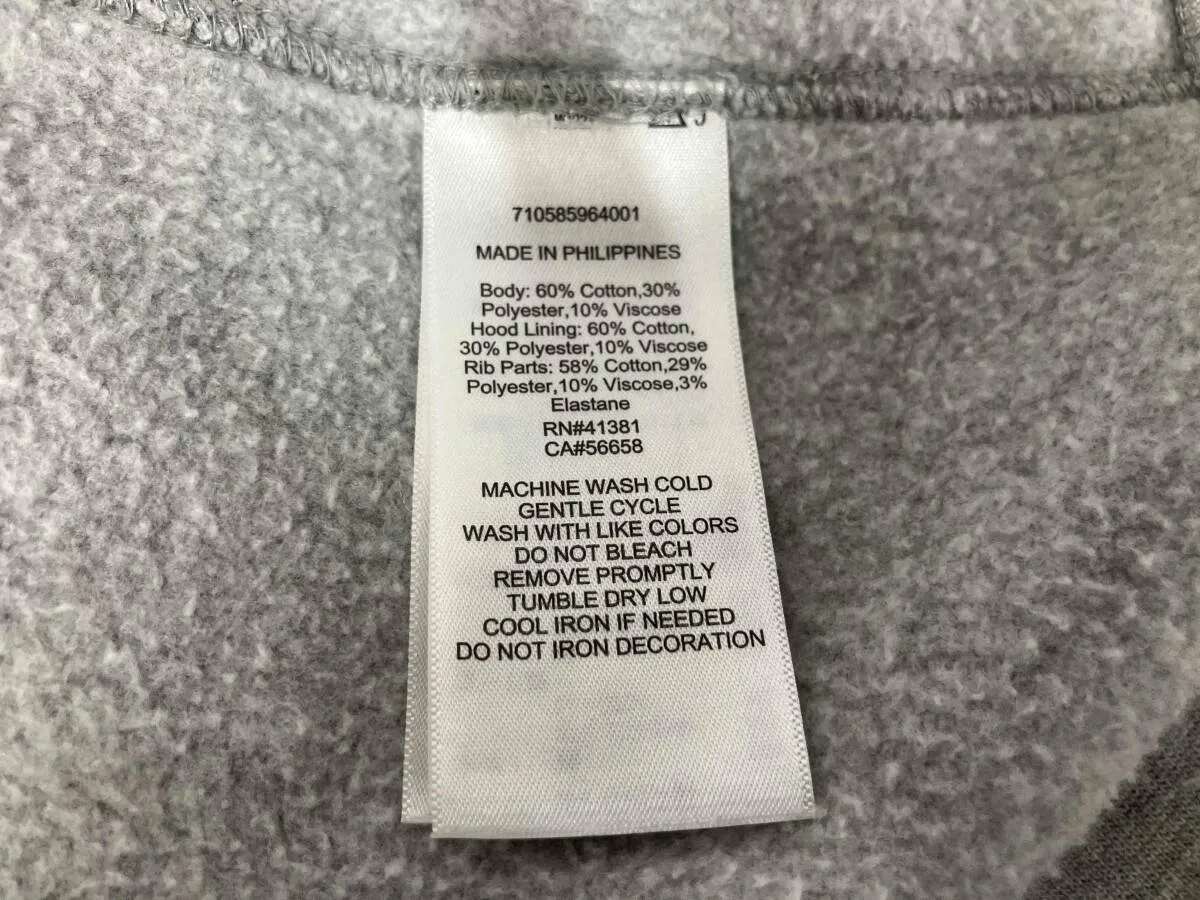 710585964001
MADE IN PHILIPPINES
Body: 60% Cotton,30%
Polyester,10% Viscose
Hood Lining: 60% Cotton,
30% Polyester,10% Viscose
Rib Parts: 58% Cotton,29%
Polyester,10% Viscose,3%
Elastane
RN#41381
CA#56658
MACHINE WASH COLD
GENTLE CYCLE
WASH WITH LIKE COLORS
DO NOT BLEACH
REMOVE PROMPTLY
TUMBLE DRY LOW
COOL IRON IF NEEDED
DO NOT IRON DECORATION